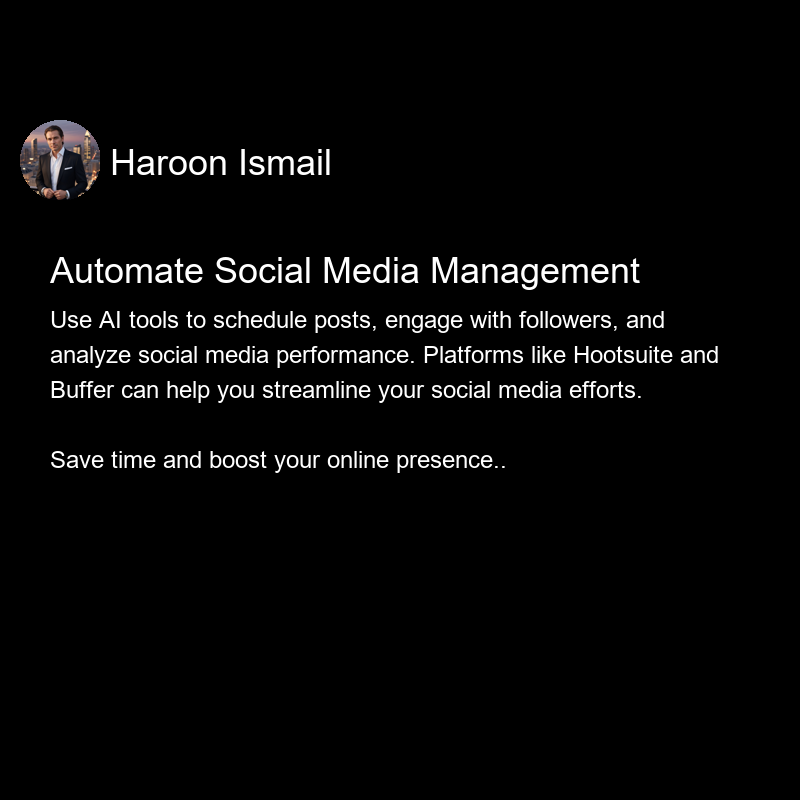 Haroon Ismail
Automate Social Media Management
Use AI tools to schedule posts, engage with followers, and
analyze social media performance. Platforms like Hootsuite and
Buffer can help you streamline your social media efforts.
Save time and boost your online presence..